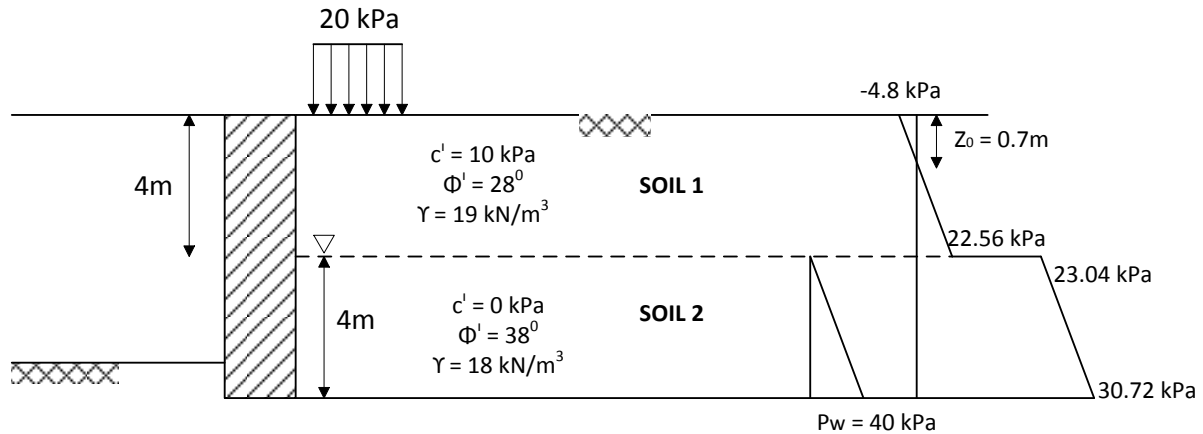 20 kPa
-4.8 kPa
Z₀ = 0.7m
4m
c' = 10 kPa
Φ' = 28⁰
ϒ = 19 kN/m³
SOIL 1
22.56 kPa
23.04 kPa
4m
c' = 0 kPa
Φ' = 38⁰
ϒ = 18 kN/m³
SOIL 2
30.72 kPa
Pw = 40 kPa